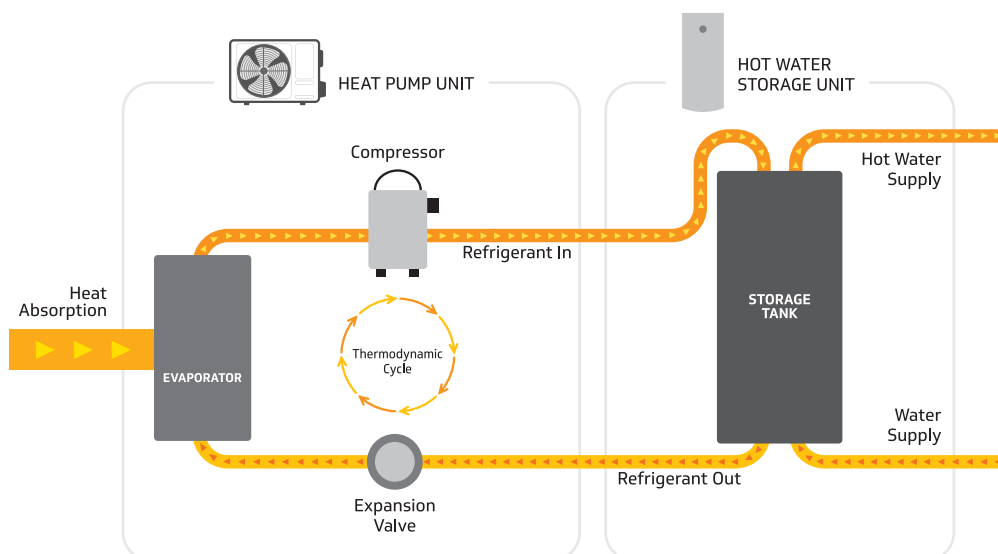 HEAT PUMP UNIT
HOT WATER
STORAGE UNIT
Compressor
Hot Water
Supply
Refrigerant In
Heat
Absorption
STORAGE
TANK
Thermodynamic
Cycle
EVAPORATOR
Water
Supply
Refrigerant Out
Expansion
Valve